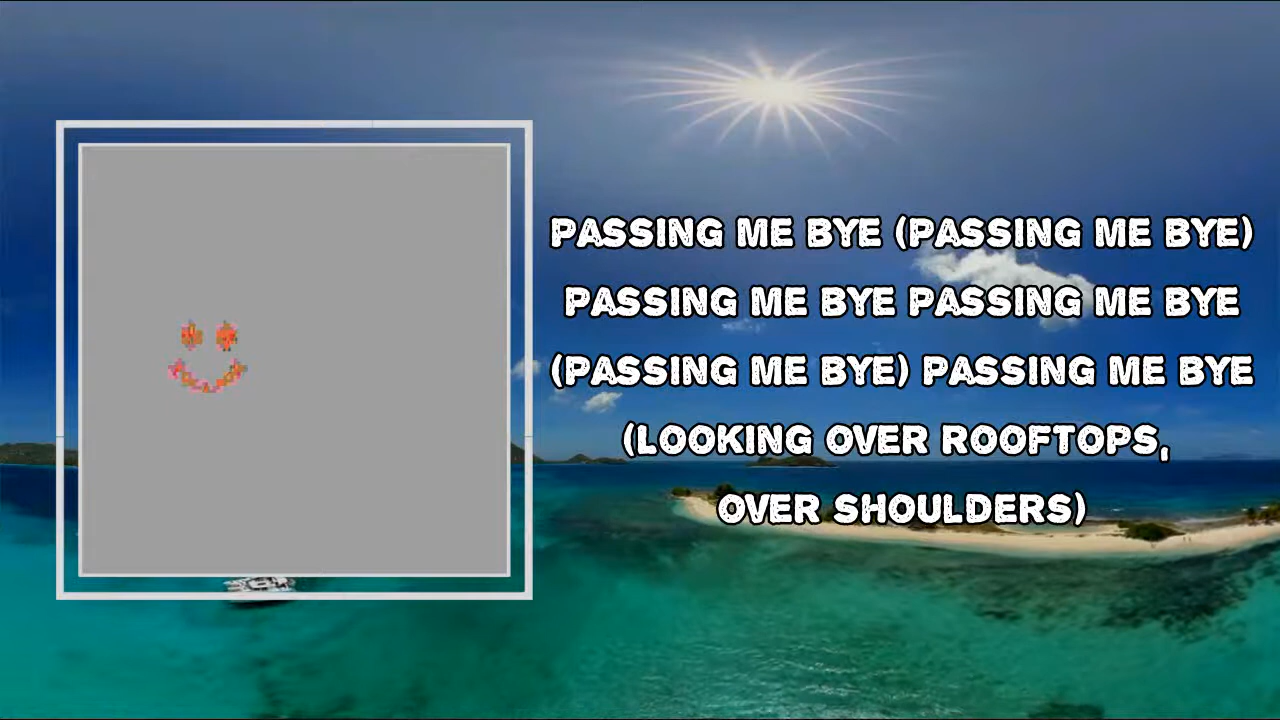 PASSING ME BYE (PASSING ME BYE)
PASSING ME BYE PASSING ME BYE
(PASSING ME BYE) PASSING ME BYE
(LOOKING OVER ROOFTOPS,
OVER SHOULDERS)